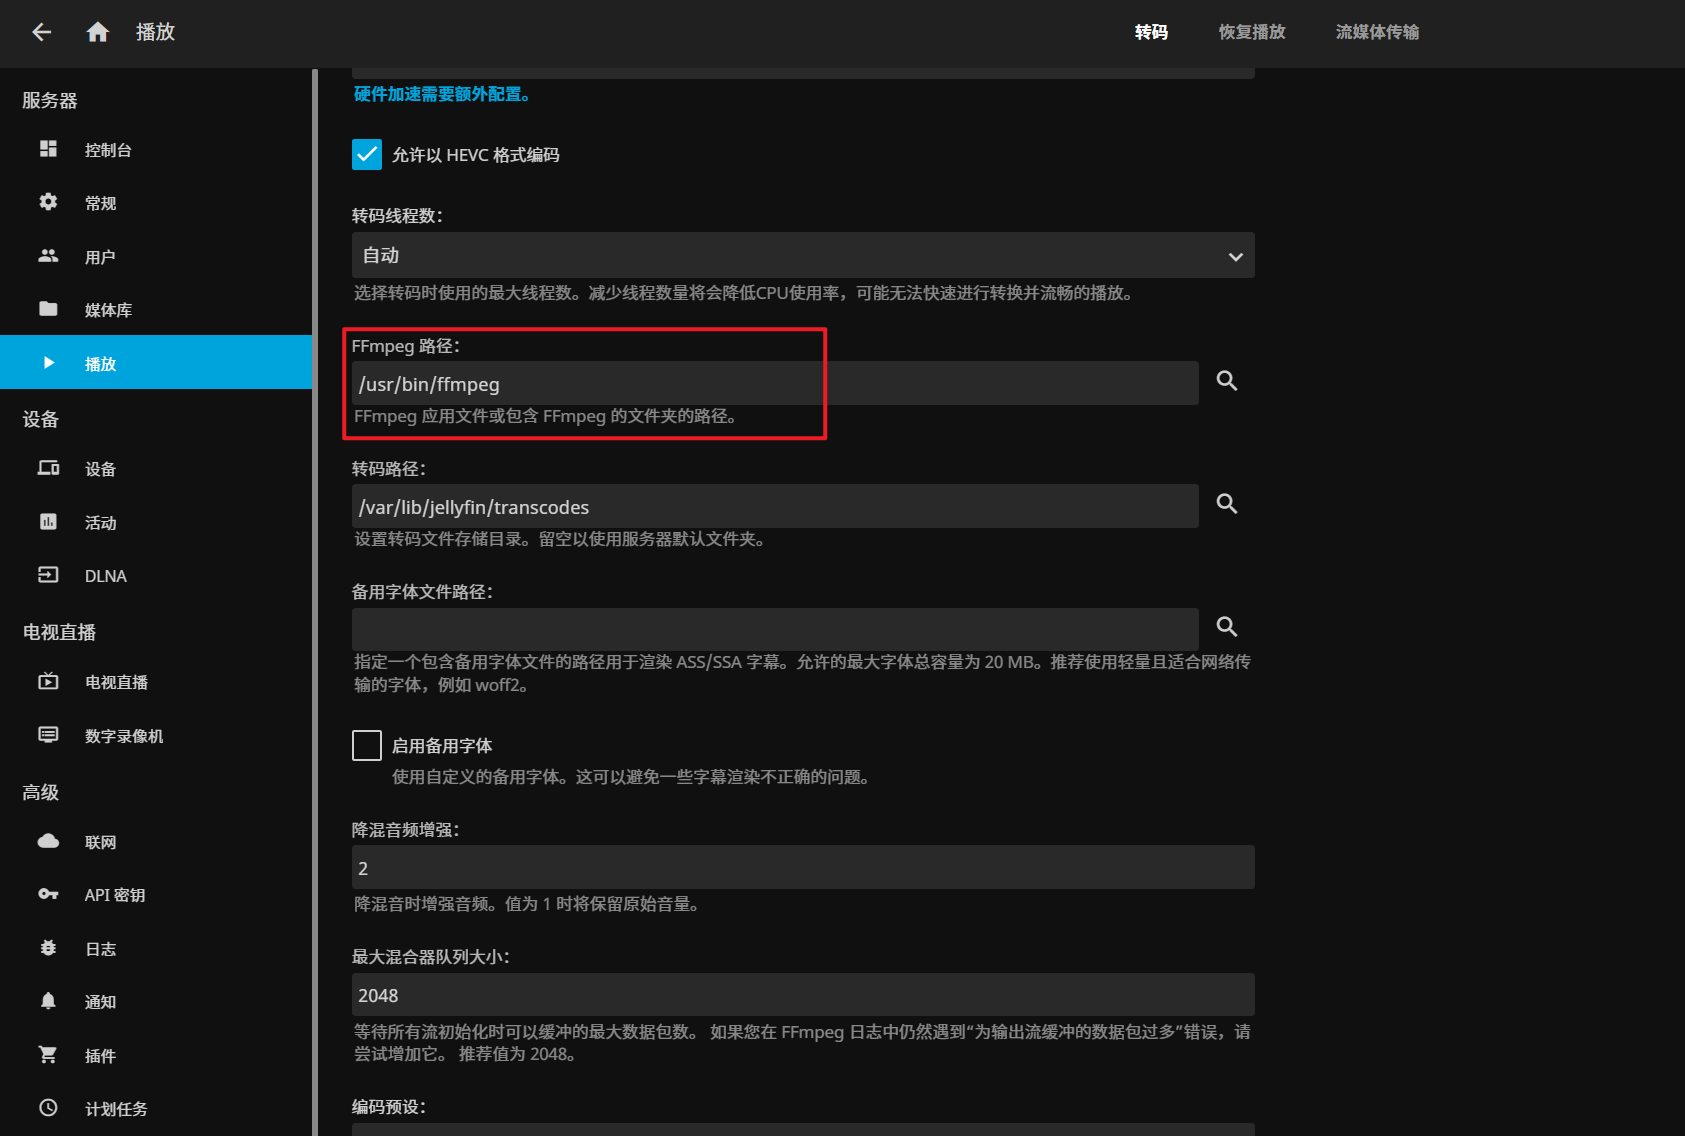 播放
转码
恢复播放
流媒体传输
服务器
控制台
常规
用户
媒体库
播放
设备
设备
活动
DLNA
电视直播
电视直播
数字录像机
高级
联网
API 密钥
日志
通知
插件
计划任务
硬件加速需要额外配置。
允许以 HEVC 格式编码
转码线程数：
自动
选择转码时使用的最大线程数。减少线程数量将会降低CPU使用率，可能无法快速进行转换并流畅的播放。
FFmpeg 路径：
/usr/bin/ffmpeg
FFmpeg 应用文件或包含 FFmpeg 的文件夹的路径。
转码路径：
/var/lib/jellyfin/transcodes
设置转码文件存储目录。留空以使用服务器默认文件夹。
备用字体文件路径：
指定一个包含备用字体文件的路径用于渲染 ASS/SSA 字幕。允许的最大字体总容量为 20 MB。推荐使用轻量且适合网络传
输的字体，例如 woff2。
启用备用字体
使用自定义的备用字体。这可以避免一些字幕渲染不正确的问题。
降混音频增强：
2
降混音时增强音频。值为 1 时将保留原始音量。
最大混合器队列大小：
2048
等待所有流初始化时可以缓冲的最大数据包数。 如果您在 FFmpeg 日志中仍然遇到“为输出流缓冲的数据包过多”错误，请
尝试增加它。 推荐值为 2048。
编码预设：